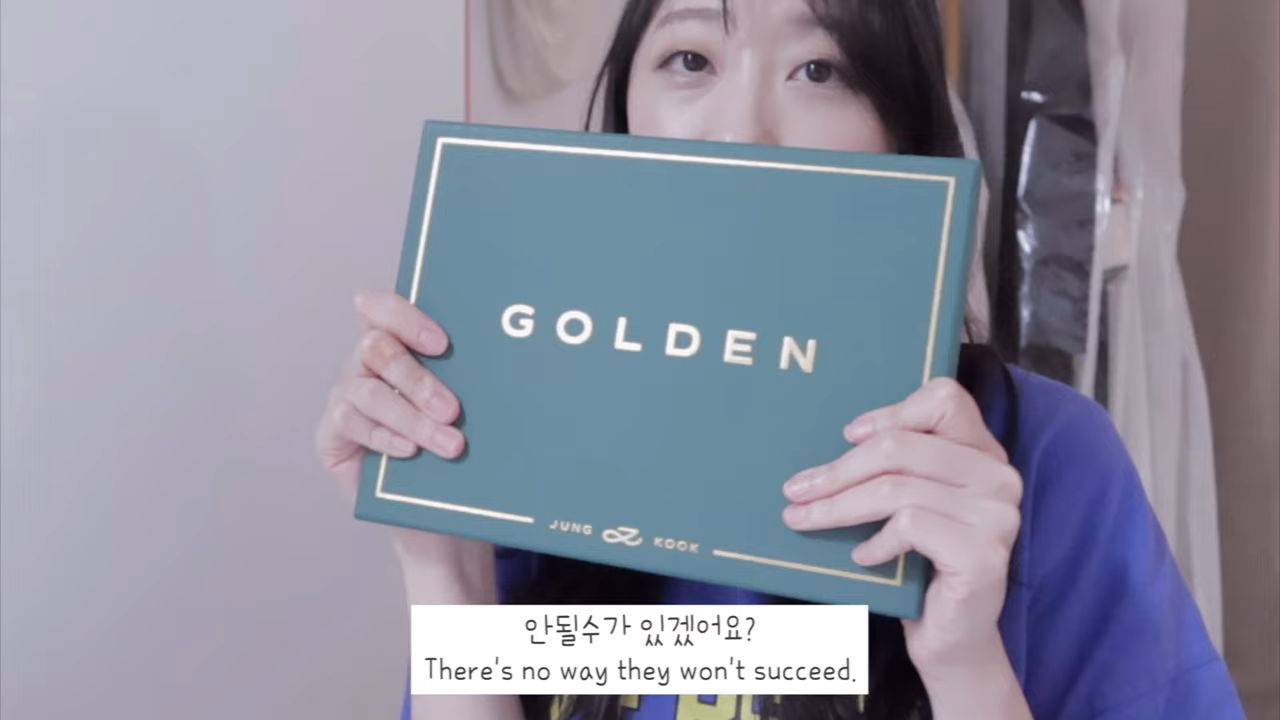 GOLDEN
JUNG KOOK
안될수가 있겠어요?
There's no way they won't succeed.